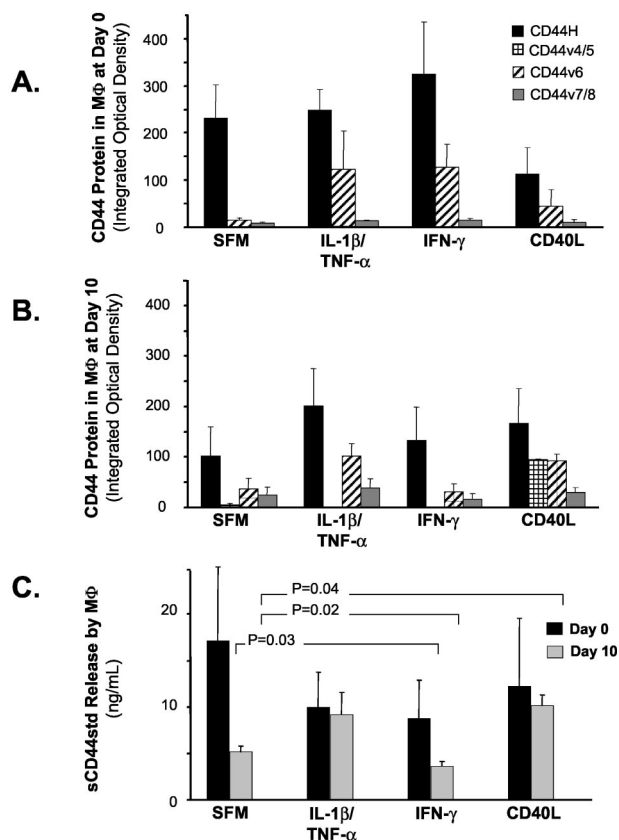 A.
CD44 Protein in MΦ at Day 0
(Integrated Optical Density)
400
300
200
100
0
CD44H
CD44v4/5
CD44v6
CD44v7/8
SFM
IL-1β/
TNF-α
IFN-γ
CD40L
B.
CD44 Protein in MΦ at Day 10
(Integrated Optical Density)
400
300
200
100
0
SFM
IL-1β/
TNF-α
IFN-γ
CD40L
C.
sCD44std Release by MΦ
(ng/mL)
20
10
0
P=0.04
P=0.02
P=0.03
Day 0
Day 10
SFM
IL-1β/
TNF-α
IFN-γ
CD40L